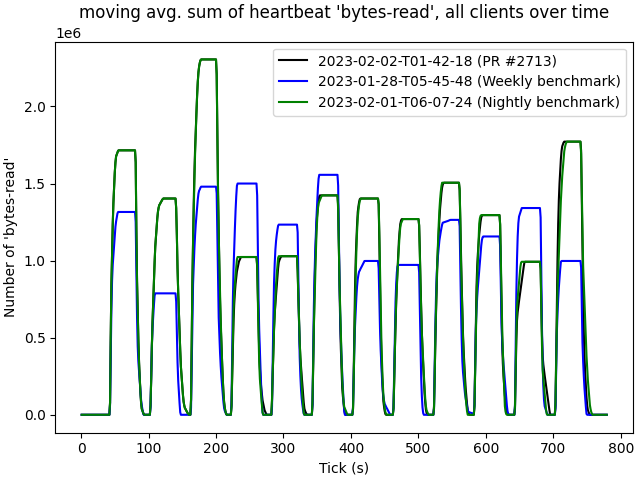 moving avg. sum of heartbeat 'bytes-read', all clients over time
1e6
2023-02-02-T01-42-18 (PR #2713)
2023-01-28-T05-45-48 (Weekly benchmark)
2023-02-01-T06-07-24 (Nightly benchmark)
Number of 'bytes-read'
2.0
1.5
1.0
0.5
0.0
0 100 200 300 400 500 600 700 800
Tick (s)